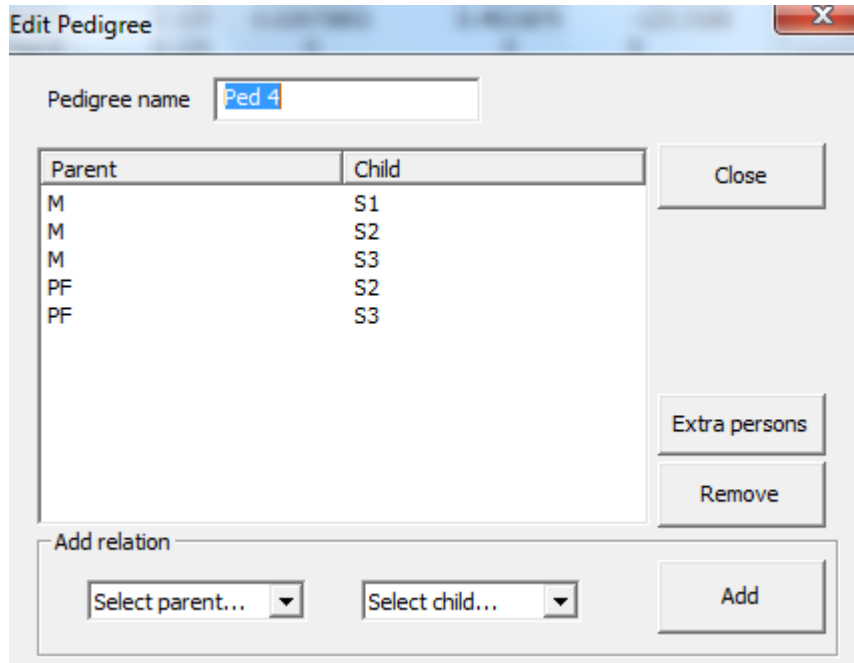 Edit Pedigree
Pedigree name Ped 4
Parent Child
M S1
M S2
M S3
PF S2
PF S3
Close
Extra persons
Remove
Add relation
Select parent... Select child... Add